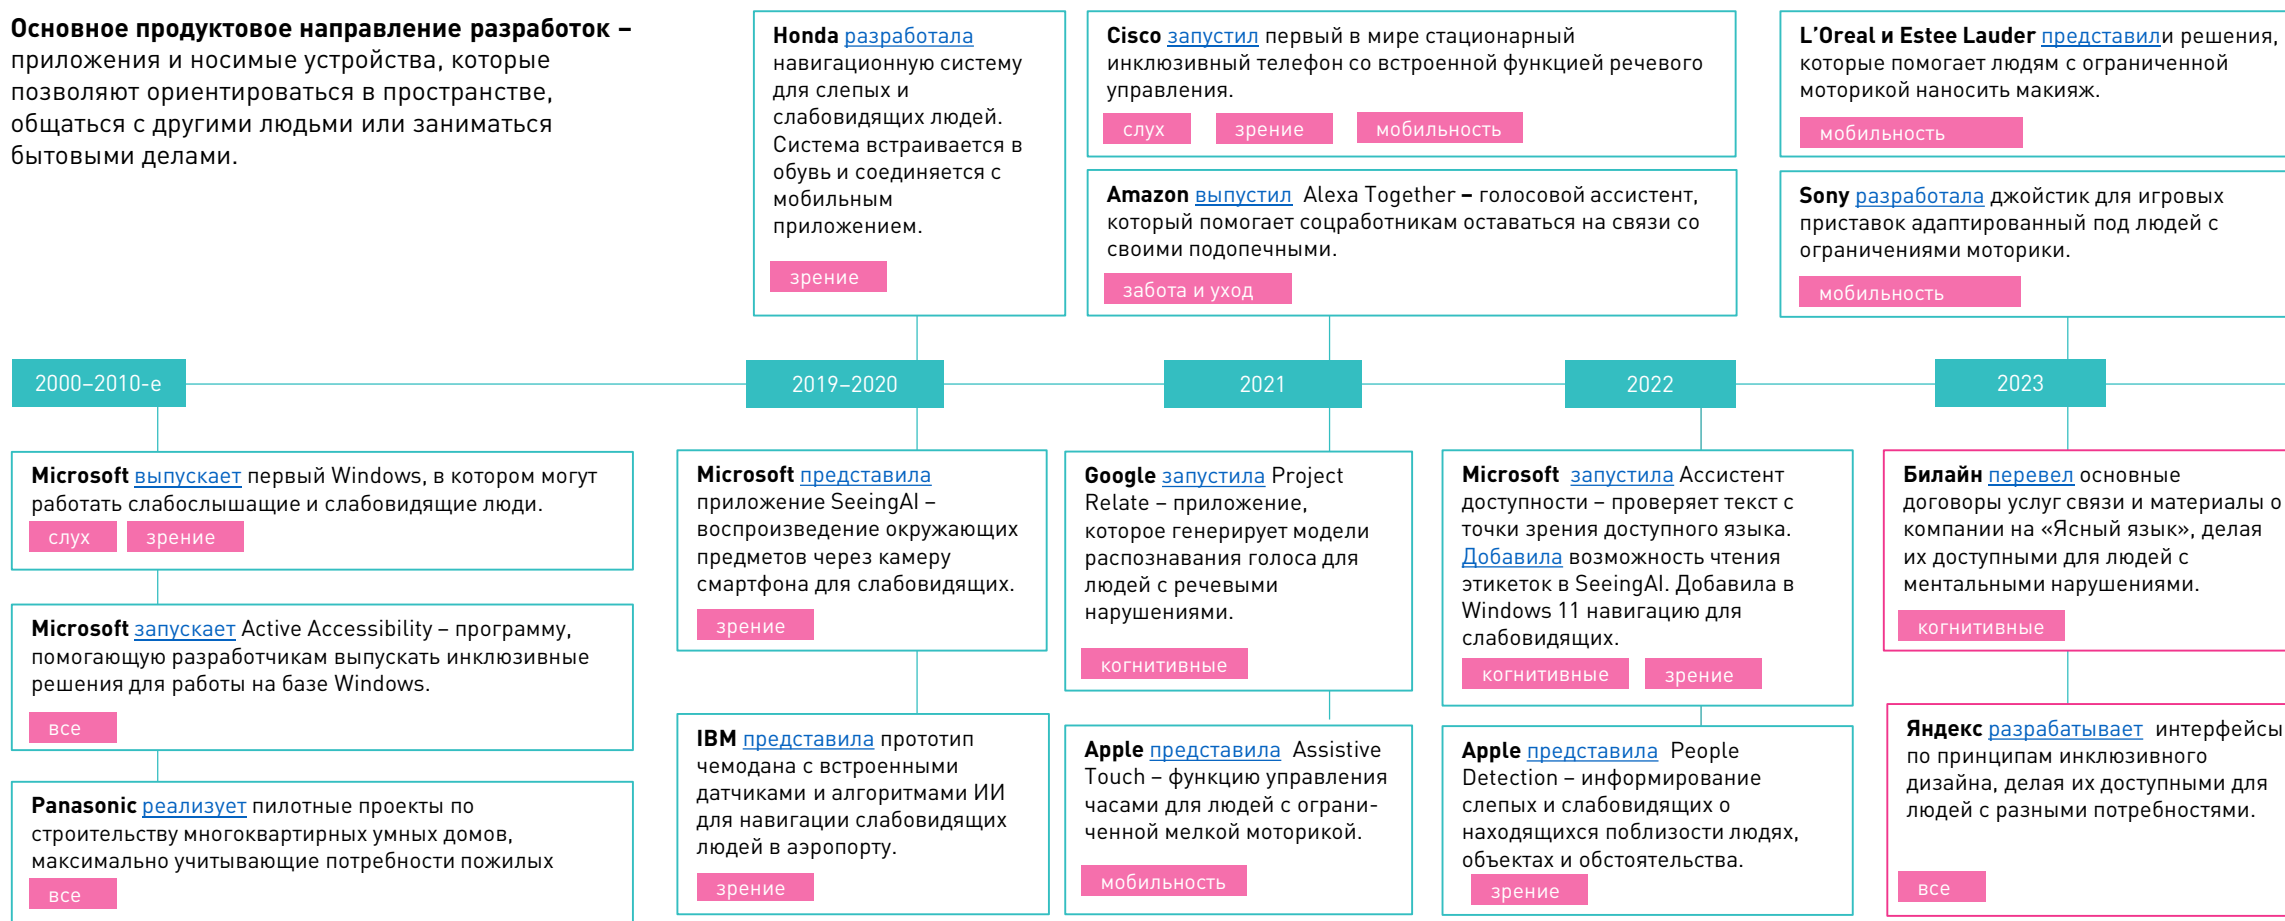 Основное продуктовое направление разработок –
приложения и носимые устройства, которые
позволяют ориентироваться в пространстве,
общаться с другими людьми или заниматься
бытовыми делами.
Honda разработала
навигационную систему
для слепых и
слабовидящих людей.
Система встраивается в
обувь и соединяется с
мобильным
приложением.
зрение
Cisco запустил первый в мире стационарный
инклюзивный телефон со встроенной функцией речевого
управления.
слух зрение мобильность
Amazon выпустил Alexa Together – голосовой ассистент,
который помогает соцработникам оставаться на связи со
своими подопечными.
забота и уход
L'Oreal и Estee Lauder представили решения,
которые помогает людям с ограниченной
моторикой наносить макияж.
мобильность
Sony разработала джойстик для игровых
приставок адаптированный под людей с
ограничениями моторики.
мобильность
2000–2010-е 2019–2020 2021 2022 2023
Microsoft выпускает первый Windows, в котором могут
работать слабослышащие и слабовидящие люди.
слух зрение
Microsoft запускает Active Accessibility – программу,
помогающую разработчикам выпускать инклюзивные
решения для работы на базе Windows.
все
Panasonic реализует пилотные проекты по
строительству многоквартирных умных домов,
максимально учитывающие потребности пожилых
все
Microsoft представила
приложение SeeingAI –
воспроизведение окружающих
предметов через камеру
смартфона для слабовидящих.
зрение
IBM представила прототип
чемодана с встроенными
датчиками и алгоритмами ИИ
для навигации слабовидящих
людей в аэропорту.
зрение
Google запустила Project
Relate – приложение,
которое генерирует модели
распознавания голоса для
людей с речевыми
нарушениями.
когнитивные
Apple представила Assistive
Touch – функцию управления
часами для людей с ограни-
ченной мелкой моторикой.
мобильность
Microsoft запустила Ассистент
доступности – проверяет текст с
точки зрения доступного языка.
Добавила возможность чтения
этикеток в SeeingAI. Добавила в
Windows 11 навигацию для
слабовидящих.
когнитивные зрение
Apple представила People
Detection – информирование
слепых и слабовидящих о
находящихся поблизости людях,
объектах и обстоятельства.
зрение
Билайн перевел основные
договоры услуг связи и материалы о
компании на «Ясный язык», делая
их доступными для людей с
ментальными нарушениями.
когнитивные
Яндекс разрабатывает интерфейсы
по принципам инклюзивного
дизайна, делая их доступными для
людей с разными потребностями.
все